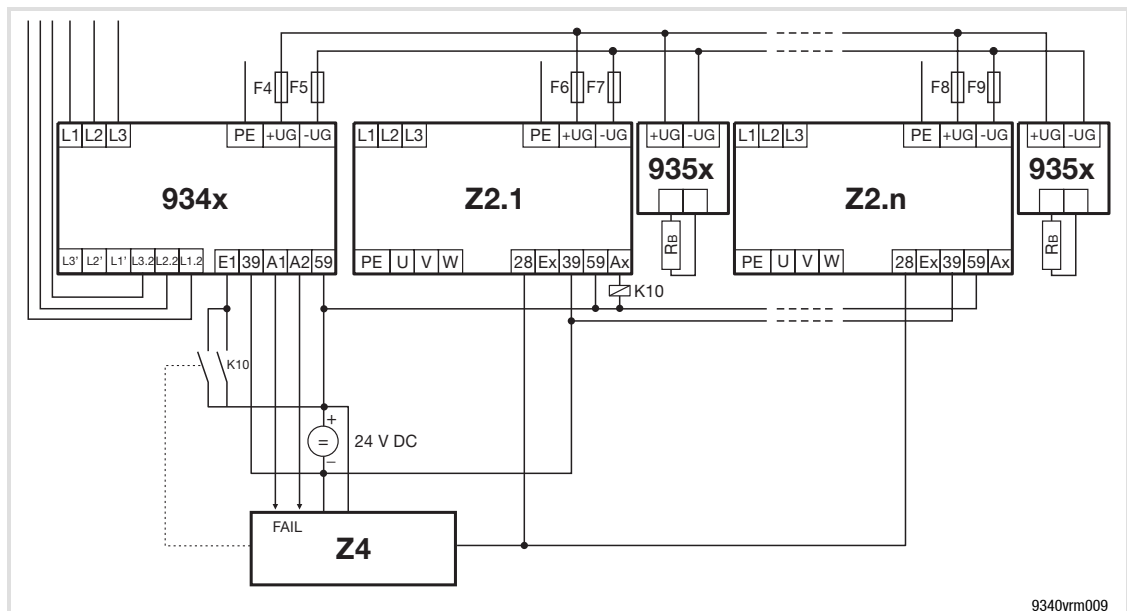 F4 F5 F6 F7 F8 F9
L1 L2 L3 PE +UG -UG
L1 L2 L3 PE +UG -UG
+UG -UG
L1 L2 L3 PE +UG -UG
+UG -UG
934x Z2.1 935x Z2.n 935x
RB RB
L3' L2' L1' L3.2 L2.2 L1.2 E1 39 A1 A2 59
PE U V W 28 Ex 39 59 Ax
PE U V W 28 Ex 39 59 Ax
K10
K10
+
= 24 V DC
−
FAIL
Z4
9340vrm009